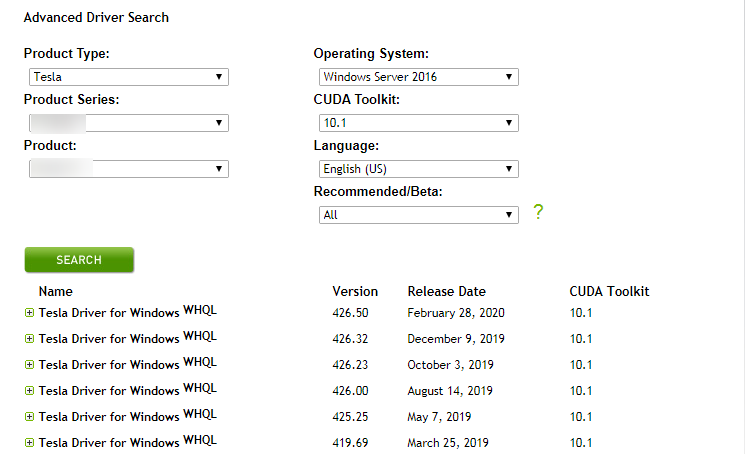 Advanced Driver Search
Product Type: Operating System:
Tesla Windows Server 2016
Product Series: CUDA Toolkit:
10.1
Product: Language:
English (US)
Recommended/Beta:
All ?
SEARCH
Name Version Release Date CUDA Toolkit
Tesla Driver for Windows WHQL 426.50 February 28, 2020 10.1
Tesla Driver for Windows WHQL 426.32 December 9, 2019 10.1
Tesla Driver for Windows WHQL 426.23 October 3, 2019 10.1
Tesla Driver for Windows WHQL 426.00 August 14, 2019 10.1
Tesla Driver for Windows WHQL 425.25 May 7, 2019 10.1
Tesla Driver for Windows WHQL 419.69 March 25, 2019 10.1